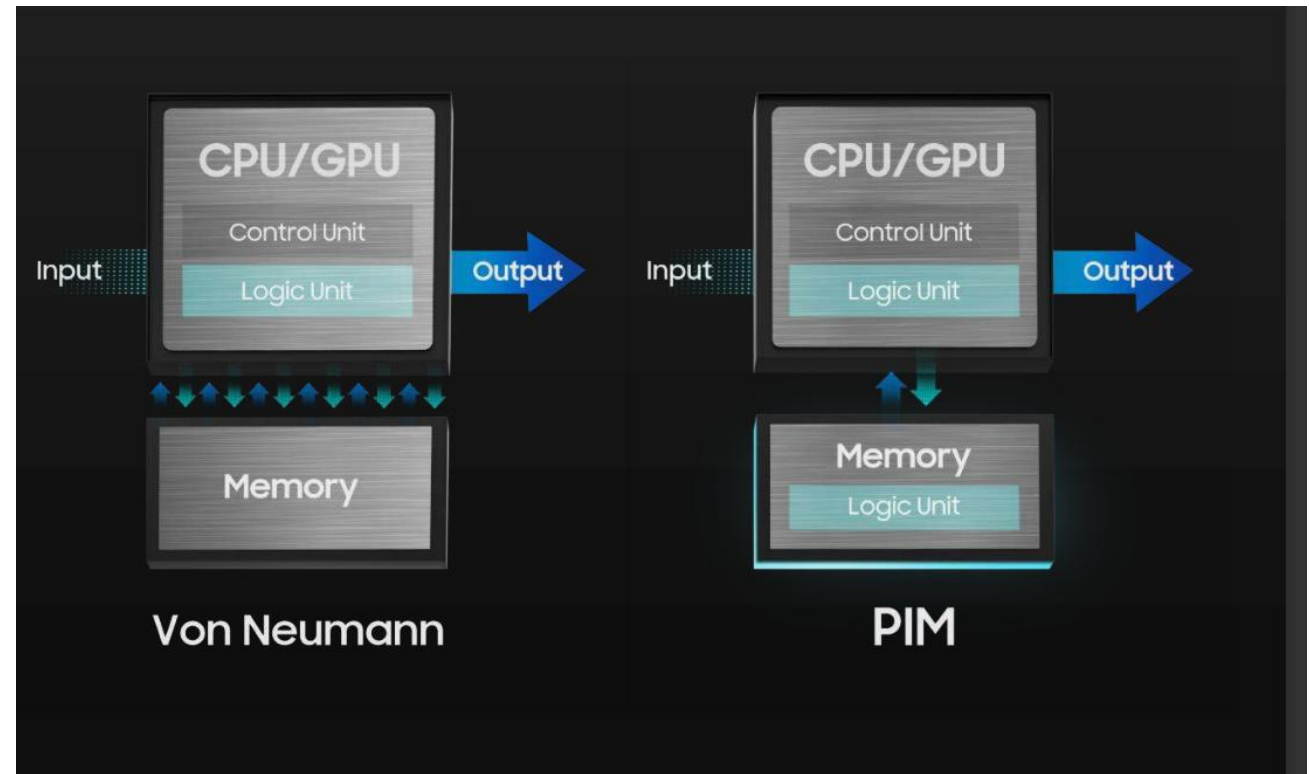 CPU/GPU
Control Unit
Logic Unit
Input
Output
Memory
Von Neumann
CPU/GPU
Control Unit
Logic Unit
Input
Output
Memory
Logic Unit
PIM